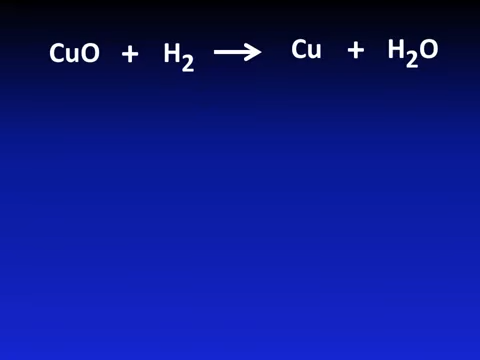 CuO + H₂ ⟶ Cu + H₂O